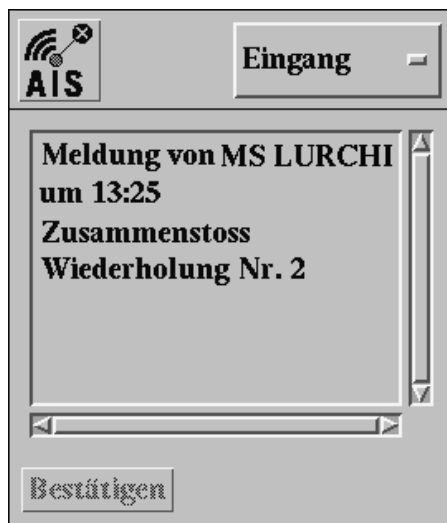 AIS
Eingang
Meldung von MS LURCHI
um 13:25
Zusammenstoss
Wiederholung Nr. 2
Bestätigen